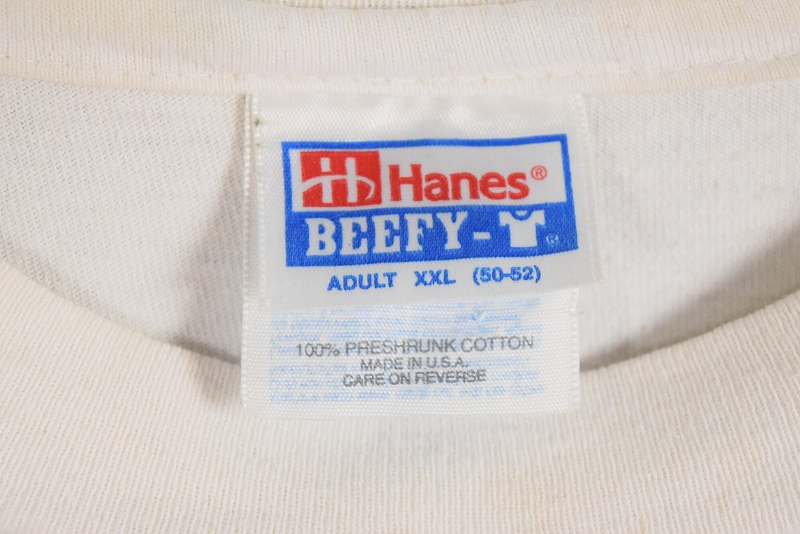 Hanes®
BEEFY-T®
ADULT XXL (50-52)
100% PRESHRUNK COTTON
MADE IN U.S.A.
CARE ON REVERSE